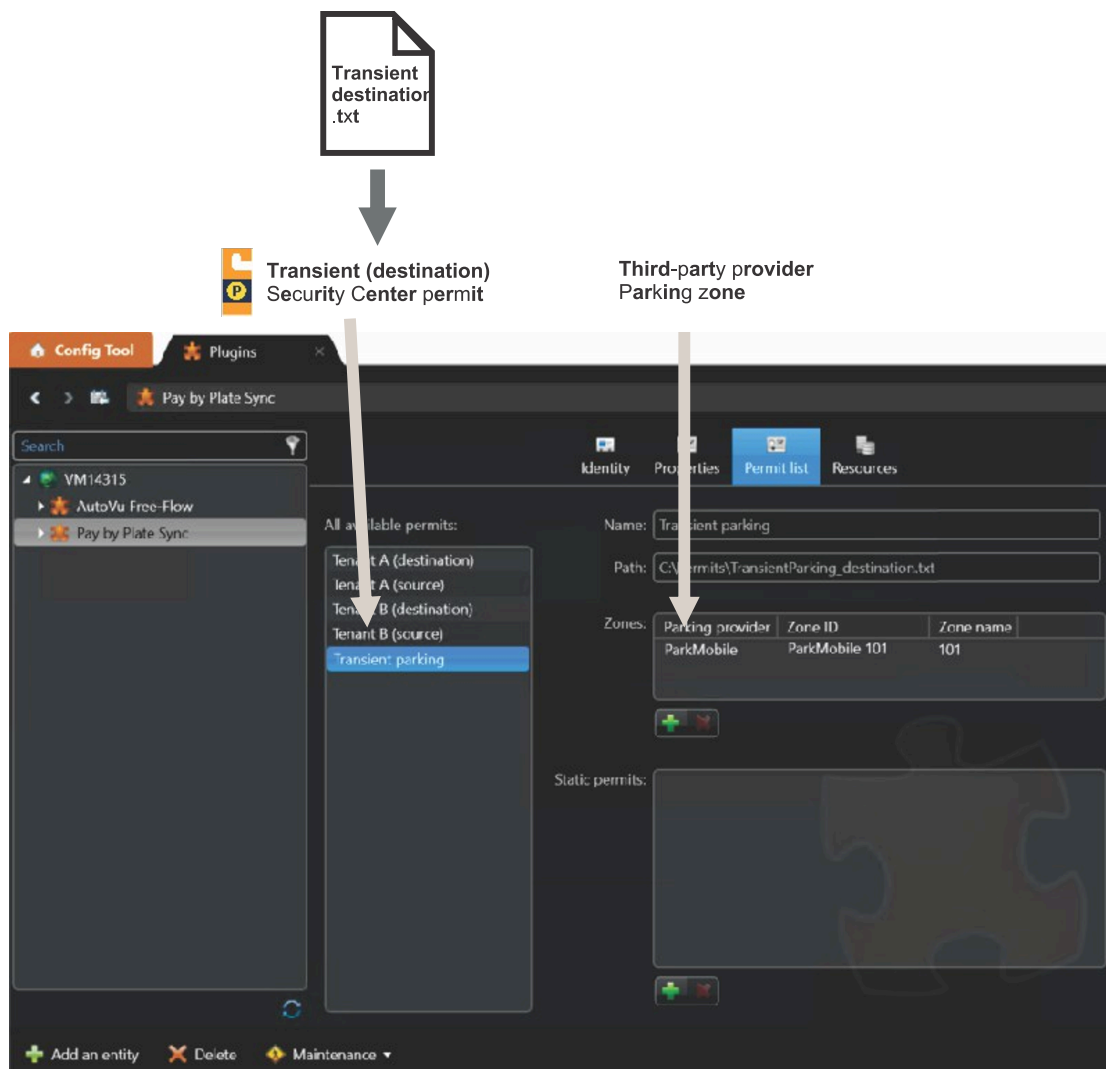 Transient
destination
.txt
Transient (destination)
Security Center permit
Third-party provider
Parking zone
Config Tool
Plugins
Pay by Plate Sync
Search
VM14315
AutoVu Free-Flow
Pay by Plate Sync
Identity
Properties
Permit list
Resources
All available permits:
Tenant A (destination)
Tenant A (source)
Tenant B (destination)
Tenant B (source)
Transient parking
Name:
Transient parking
Path:
C:\Permits\TransientParking_destination.txt
Zones:
Parking provider Zone ID Zone name
ParkMobile ParkMobile 101 101
Static permits:
Add an entity
Delete
Maintenance